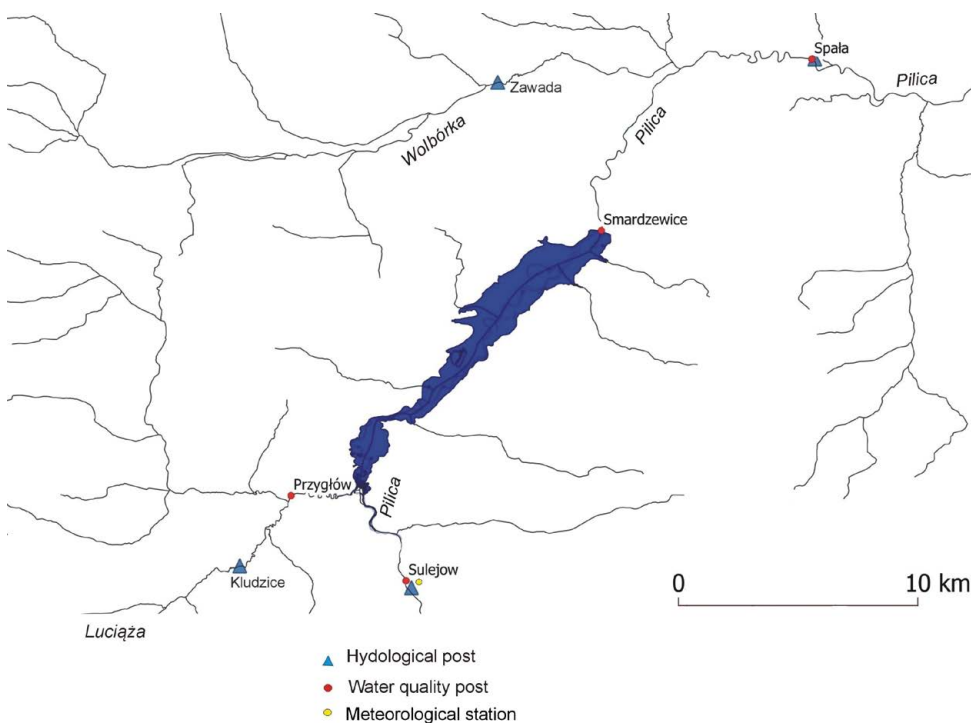 Spała
Pilica
Zawada
Wolbórka
Pilica
Smardzewice
Przygłów
Pilica
Sulejow
Kludzice
Luciąża
0 10 km
Hydological post
Water quality post
Meteorological station